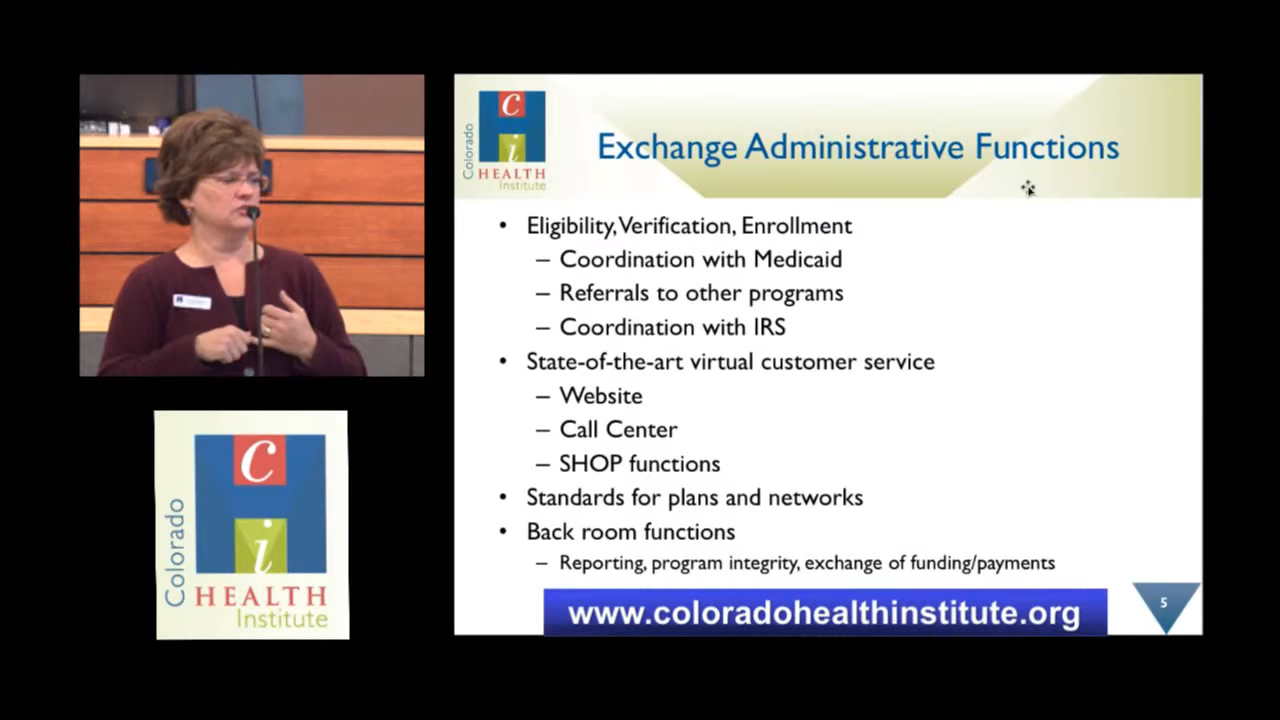 Colorado
C
i
HEALTH
Institute
Exchange Administrative Functions
• Eligibility, Verification, Enrollment
– Coordination with Medicaid
– Referrals to other programs
– Coordination with IRS
• State-of-the-art virtual customer service
– Website
– Call Center
– SHOP functions
• Standards for plans and networks
• Back room functions
– Reporting, program integrity, exchange of funding/payments
www.coloradohealthinstitute.org
5
Colorado
C
i
HEALTH
Institute